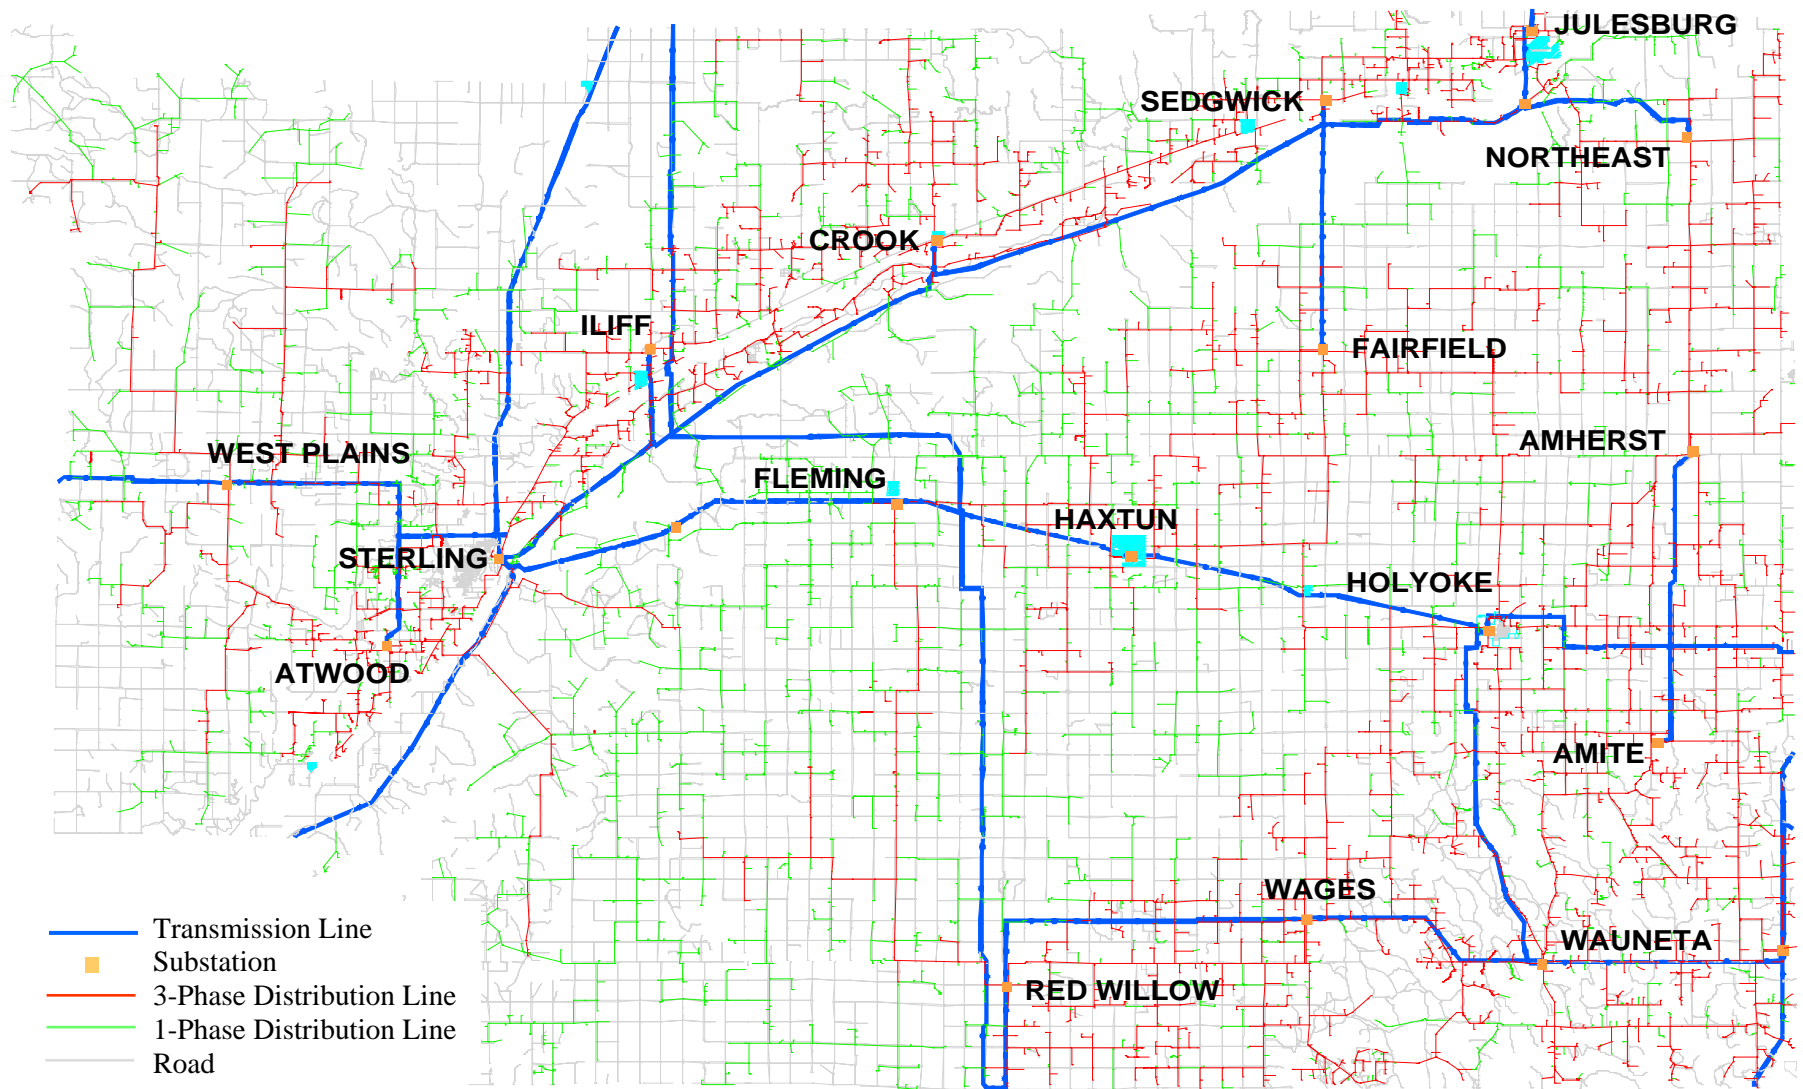 JULESBURG
SEDGWICK
NORTHEAST
CROOK
ILIFF
FAIRFIELD
AMHERST
WEST PLAINS
FLEMING
HAXTUN
STERLING
HOLYOKE
ATWOOD
AMITE
WAGES
WAUNETA
RED WILLOW
Transmission Line
Substation
3-Phase Distribution Line
1-Phase Distribution Line
Road